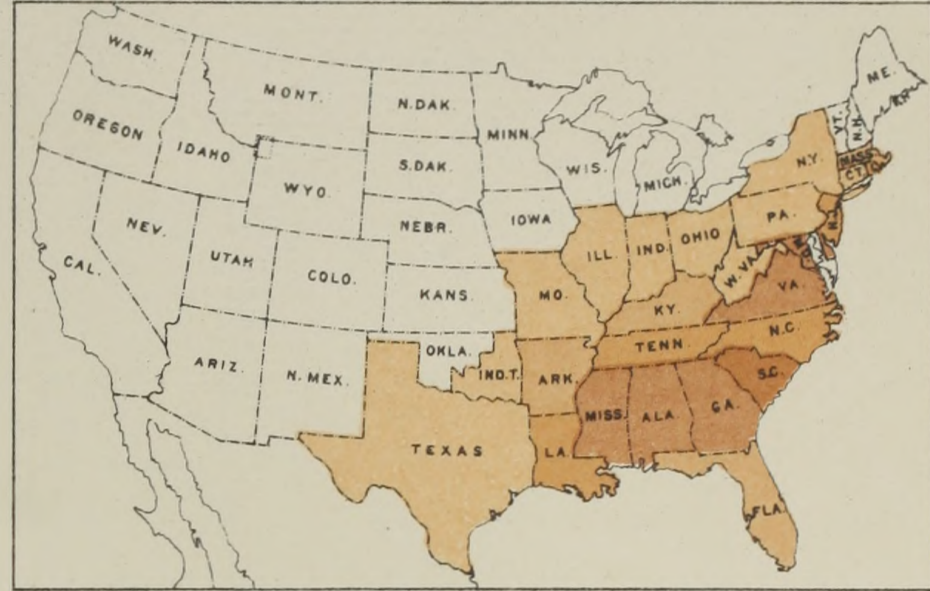 WASH.
MONT.
N.DAK.
MINN.
ME.
OREGON
IDAHO
VT.
N.H.
S.DAK.
WIS.
MICH.
N.Y.
MASS.
CT.
WYO.
IOWA
NEBR.
PA.
N.J.
NEV.
UTAH
COLO.
ILL.
IND.
OHIO
W.VA.
MD.
CAL.
KANS.
MO.
KY.
VA.
N.C.
TENN.
OKLA.
IND.T.
ARK.
S.C.
ARIZ.
N.MEX.
MISS.
ALA.
GA.
TEXAS
LA.
FLA.